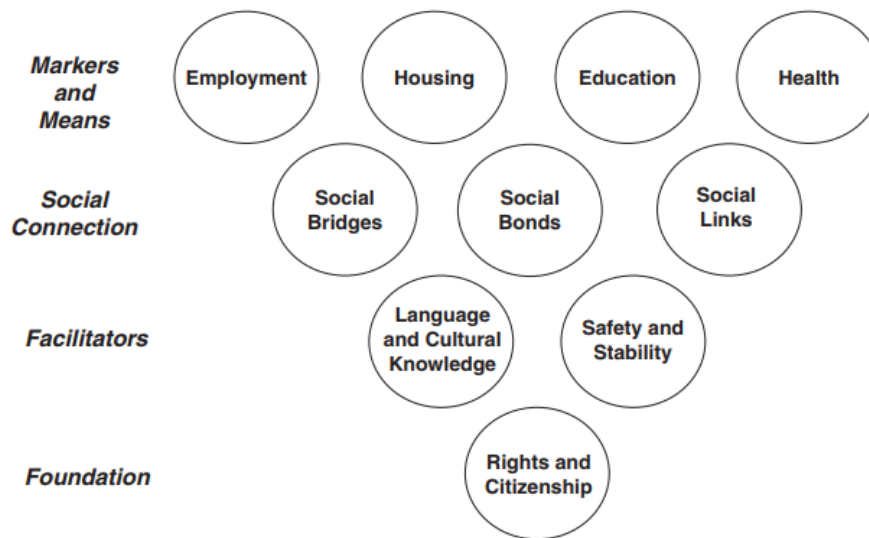 Markers
and
Means
Employment
Housing
Education
Health
Social
Connection
Social
Bridges
Social
Bonds
Social
Links
Facilitators
Language
and Cultural
Knowledge
Safety and
Stability
Foundation
Rights and
Citizenship